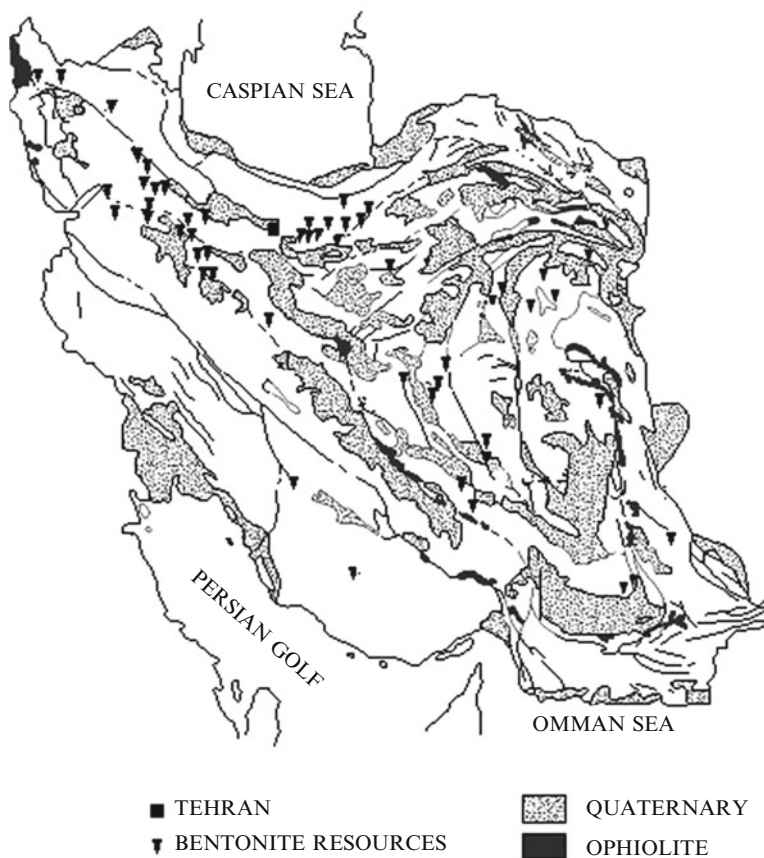 CASPIAN SEA
PERSIAN GOLF
OMMAN SEA
TEHRAN
BENTONITE RESOURCES
QUATERNARY
OPHIOLITE